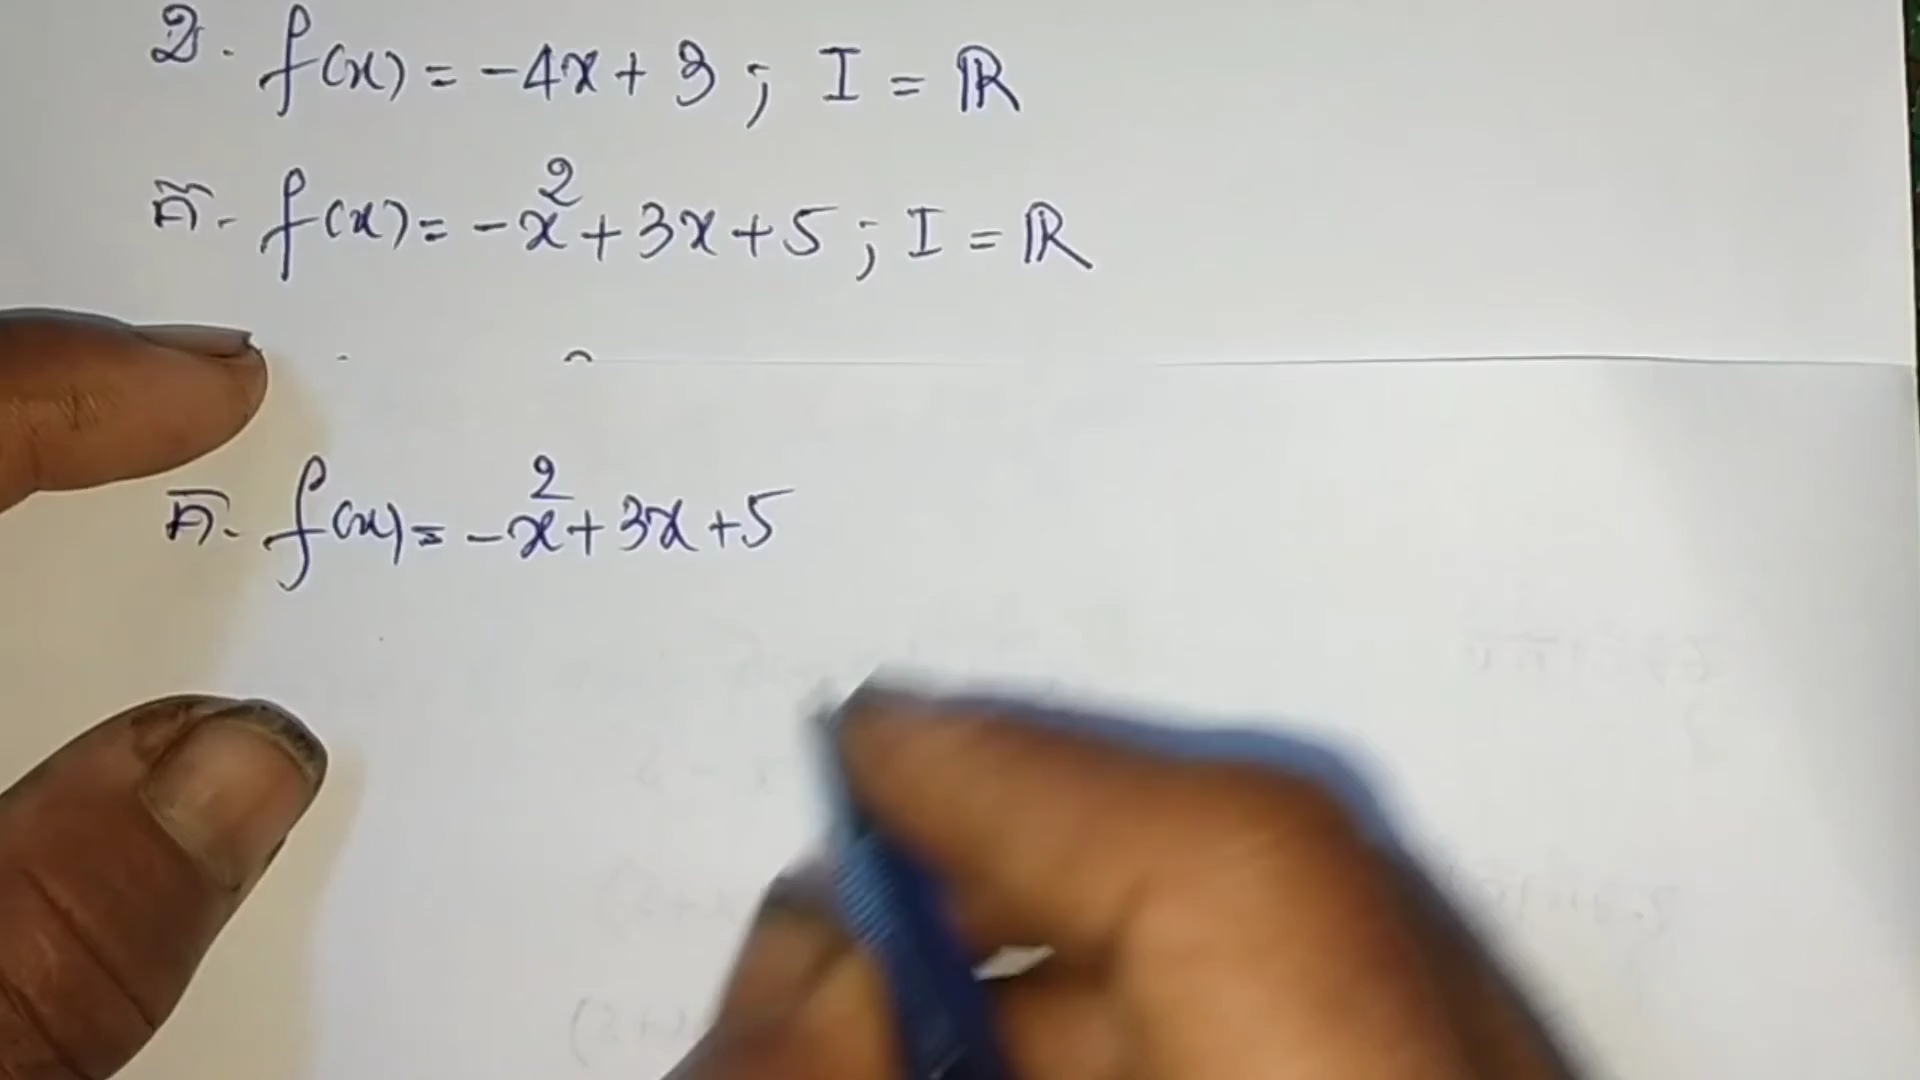 2. f(x) = -4x + 3 ; I = ℝ
f(x) = -x² + 3x + 5 ; I = ℝ
f(x) = -x² + 3x + 5